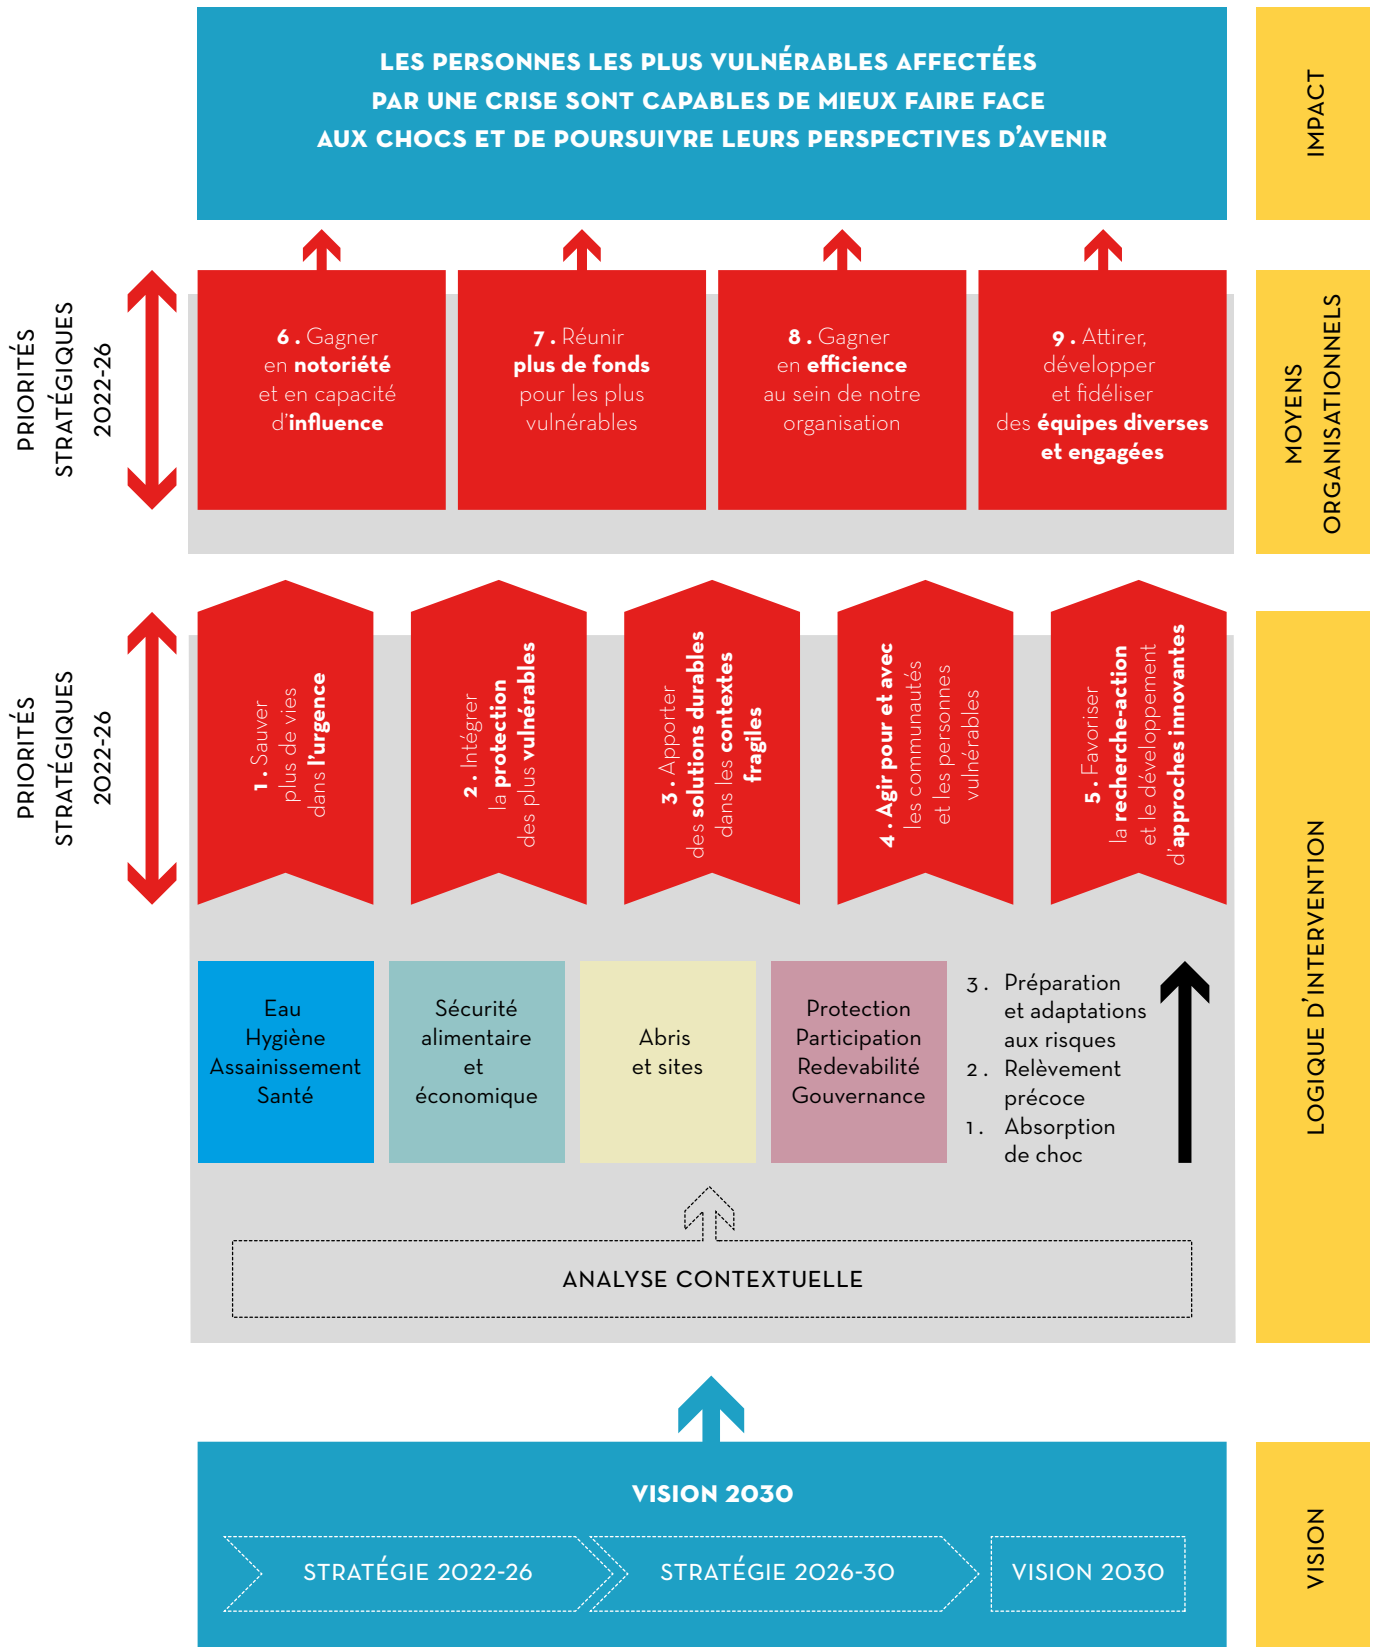 LES PERSONNES LES PLUS VULNÉRABLES AFFECTÉES
PAR UNE CRISE SONT CAPABLES DE MIEUX FAIRE FACE
AUX CHOCS ET DE POURSUIVRE LEURS PERSPECTIVES D’AVENIR
IMPACT
PRIORITÉS
STRATÉGIQUES
2022-26
6 . Gagner
en notoriété
et en capacité
d’influence
7 . Réunir
plus de fonds
pour les plus
vulnérables
8 . Gagner
en efficience
au sein de notre
organisation
9 . Attirer,
développer
et fidéliser
des équipes diverses
et engagées
MOYENS
ORGANISATIONNELS
PRIORITÉS
STRATÉGIQUES
2022-26
1 . Sauver
plus de vies
dans l’urgence
2 . Intégrer
la protection
des plus vulnérables
3 . Apporter
des solutions durables
dans les contextes
fragiles
4 . Agir pour et avec
les communautés
et les personnes
vulnérables
5 . Favoriser
la recherche-action
et le développement
d’approches innovantes
Eau
Hygiène
Assainissement
Santé
Sécurité
alimentaire
et
économique
Abris
et sites
Protection
Participation
Redevabilité
Gouvernance
3 . Préparation
et adaptations
aux risques
2 . Relèvement
précoce
1 . Absorption
de choc
ANALYSE CONTEXTUELLE
LOGIQUE D’INTERVENTION
VISION 2030
STRATÉGIE 2022-26
STRATÉGIE 2026-30
VISION 2030
VISION